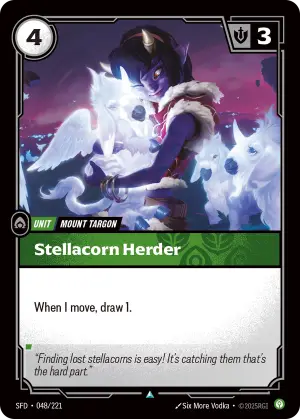 4
3
UNIT MOUNT TARGON
Stellacorn Herder
When I move, draw 1.
"Finding lost stellacorns is easy! It's catching them that's
the hard part."
SFD • 048/221 Six More Vodka • ©2025RGI